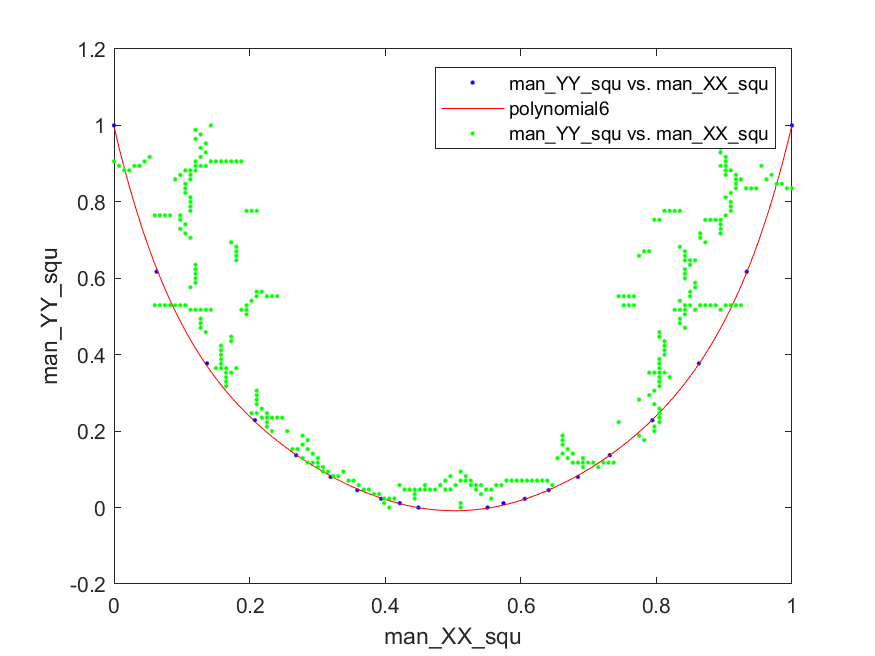 1.2
1
0.8
0.6
0.4
0.2
0
-0.2
man_YY_squ
man_YY_squ vs. man_XX_squ
polynomial6
man_YY_squ vs. man_XX_squ
0 0.2 0.4 0.6 0.8 1
man_XX_squ